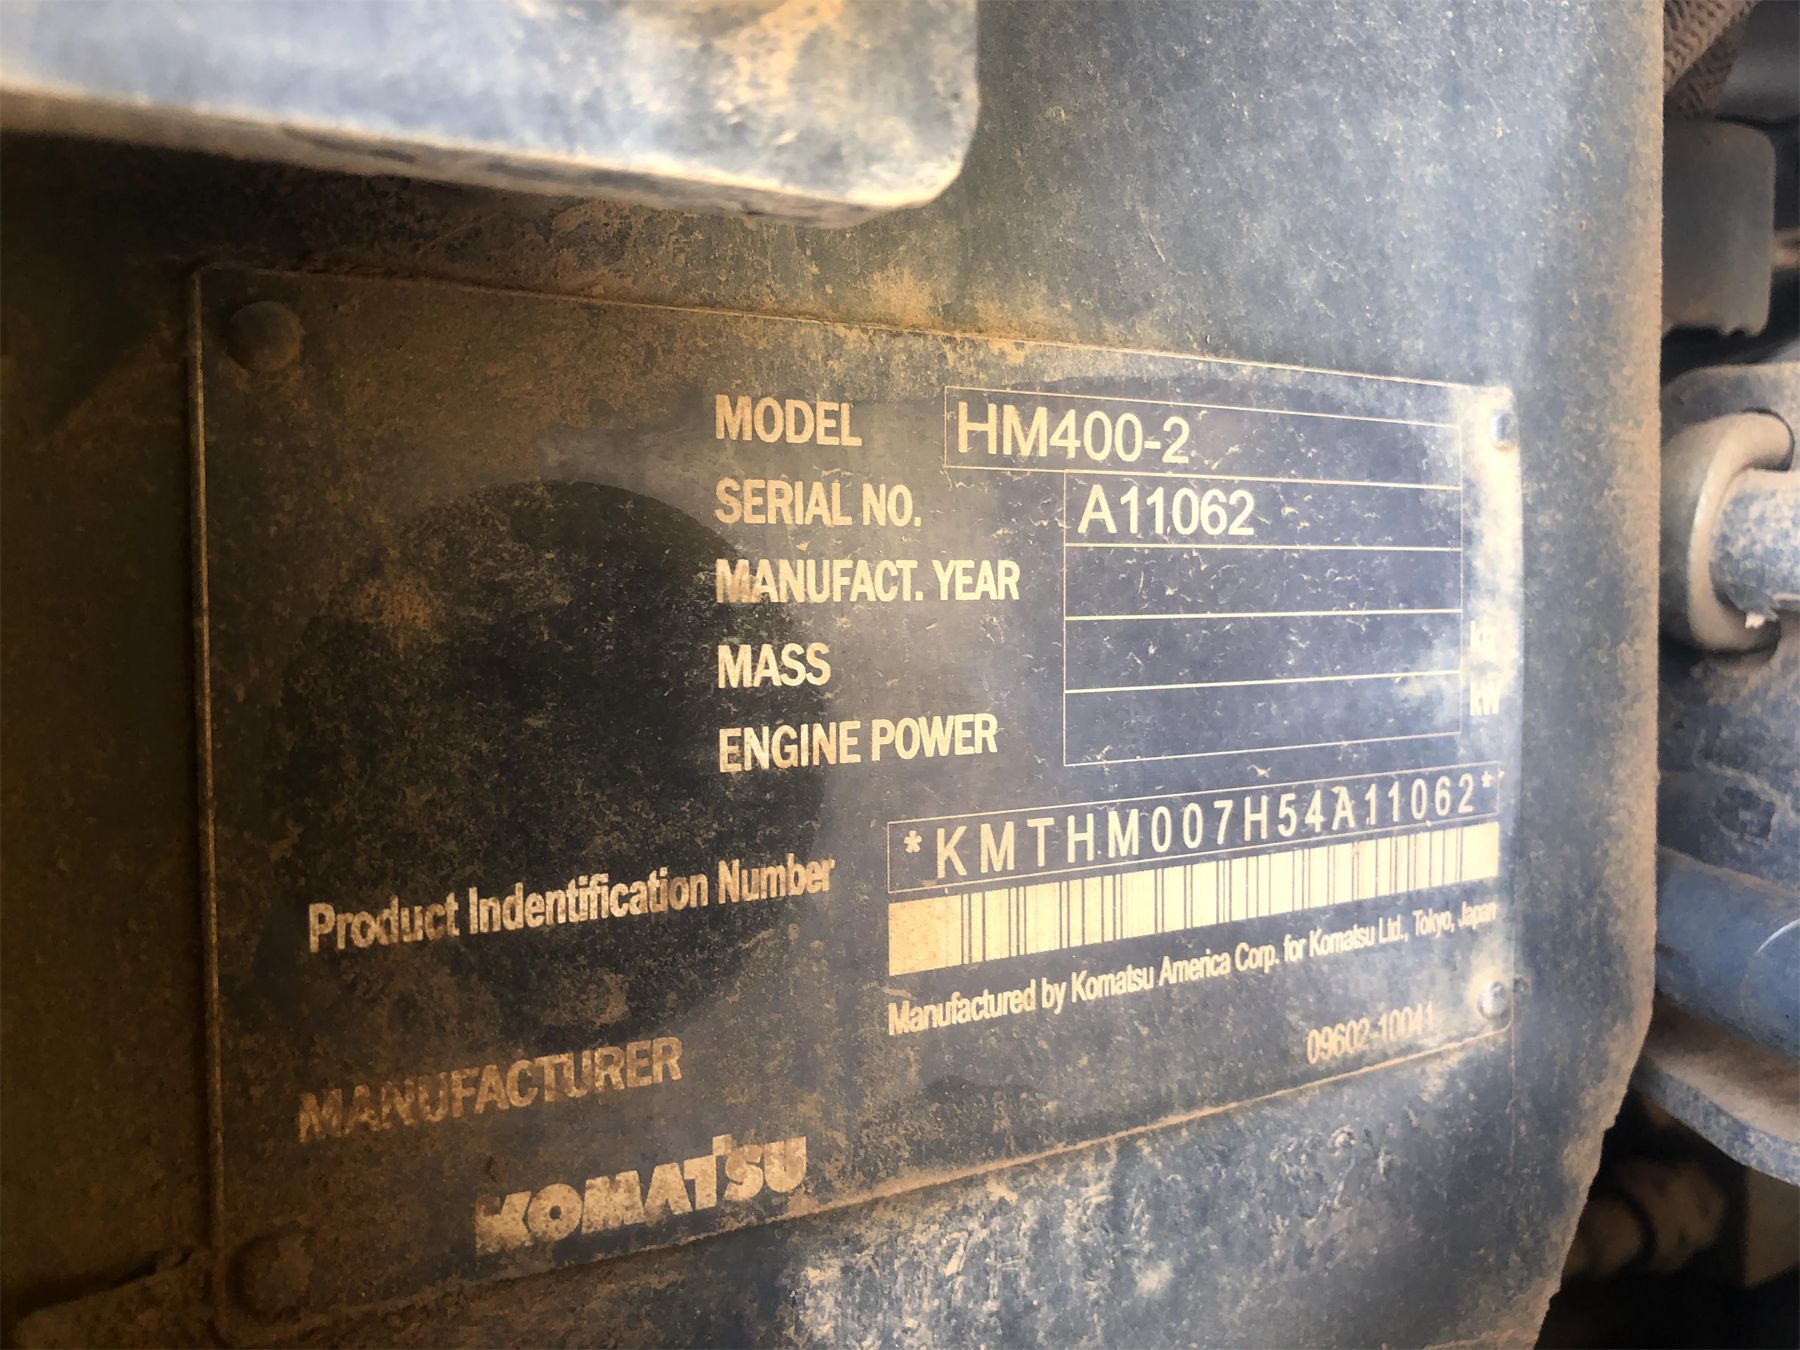 MODEL HM400-2
SERIAL NO. A11062
MANUFACT. YEAR
MASS kg
ENGINE POWER kW
*KMTHM007H54A11062*
Product Indentification Number
Manufactured by Komatsu America Corp. for Komatsu Ltd., Tokyo, Japan
09602-10041
MANUFACTURER
KOMATSU